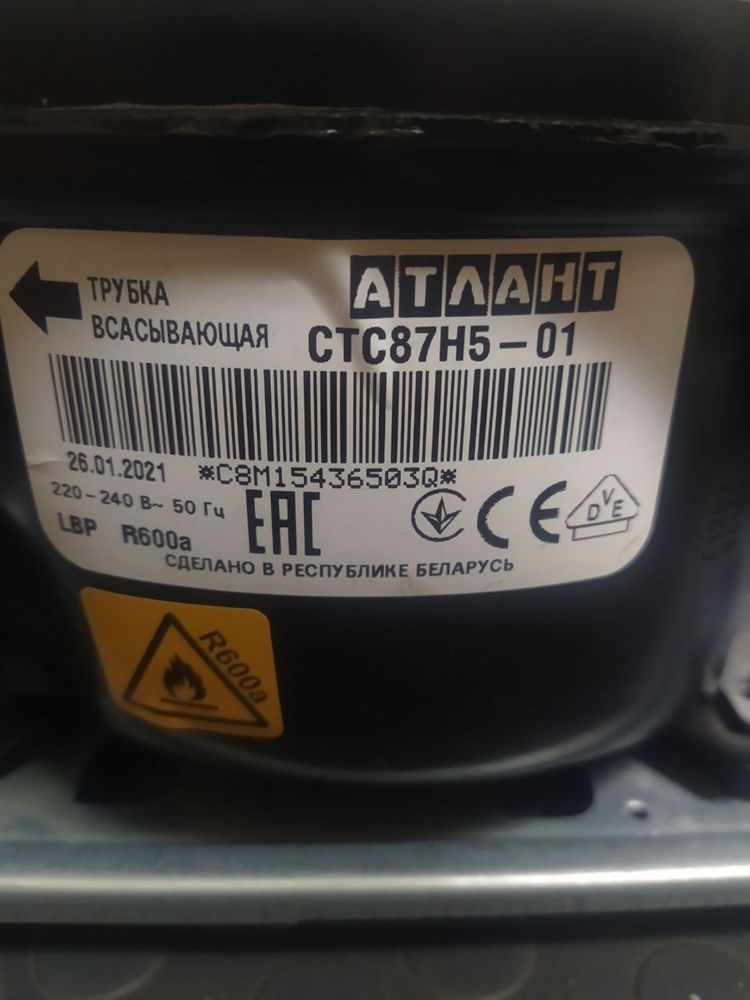 ТРУБКА
ВСАСЫВАЮЩАЯ
АТЛАНТ
СТС87Н5-01
26.01.2021
*C8M15436503Q*
220-240 В~ 50 Гц
LBP R600a
EAC
CE
DVE
СДЕЛАНО В РЕСПУБЛИКЕ БЕЛАРУСЬ
R600a